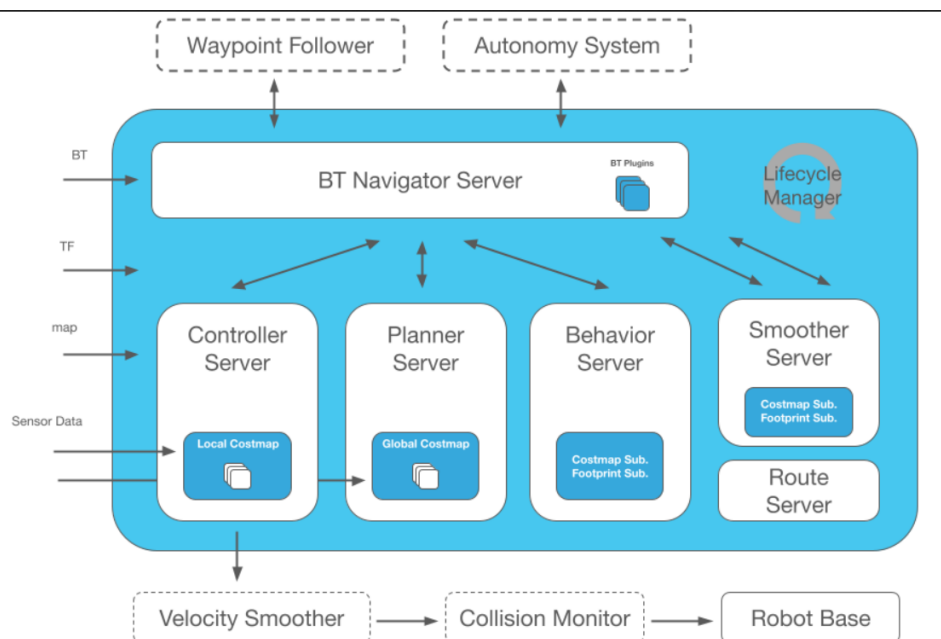 Waypoint Follower
Autonomy System
BT
BT Plugins
BT Navigator Server
Lifecycle
Manager
TF
map
Controller
Server
Planner
Server
Behavior
Server
Smoother
Server
Costmap Sub.
Footprint Sub.
Sensor Data
Local Costmap
Global Costmap
Costmap Sub.
Footprint Sub.
Route
Server
Velocity Smoother
Collision Monitor
Robot Base